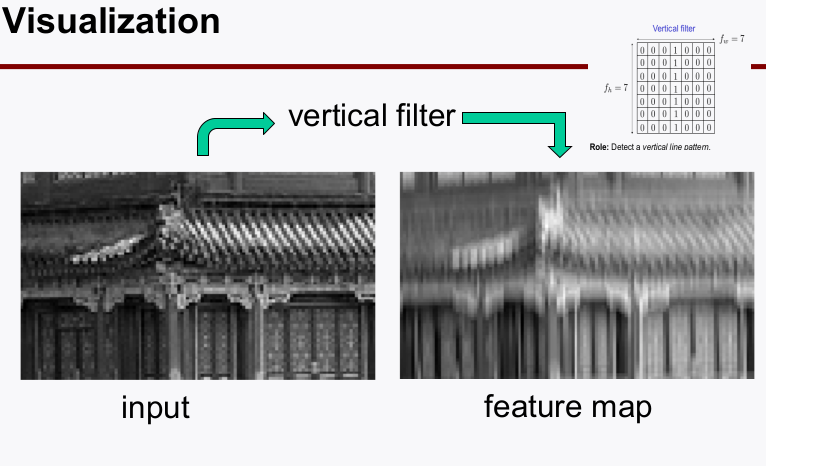 Visualization
Vertical filter
f_w = 7
f_h = 7
0 0 0 1 0 0 0
0 0 0 1 0 0 0
0 0 0 1 0 0 0
0 0 0 1 0 0 0
0 0 0 1 0 0 0
0 0 0 1 0 0 0
0 0 0 1 0 0 0
Role: Detect a vertical line pattern.
vertical filter
input
feature map